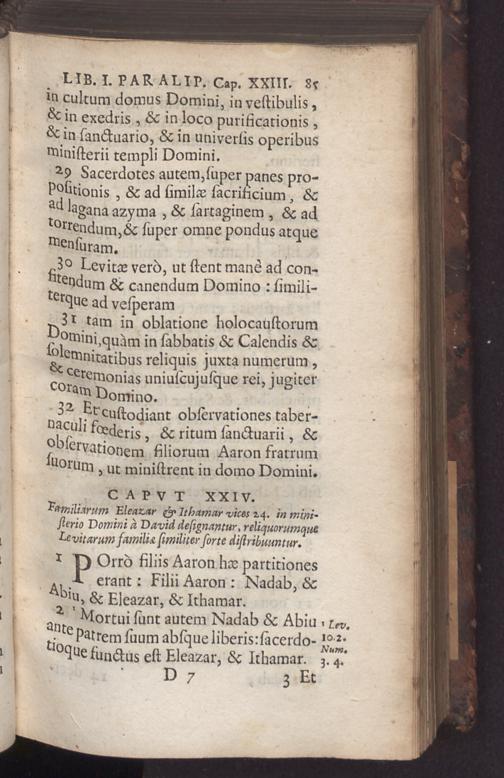 LIB. I. PARALIP. Cap. XXIII. 85
in cultum domus Domini, in veſtibulis,
& in exedris, & in loco purificationis,
& in ſanctuario, & in univerſis operibus
miniſterii templi Domini.
29 Sacerdotes autem, ſuper panes pro-
poſitionis, & ad ſimilæ ſacrificium, &
ad lagana azyma, & ſartaginem, & ad
torrendum, & ſuper omne pondus atque
menſuram.
30 Levitæ verò, ut ſtent manè ad con-
fitendum & canendum Domino: ſimili-
terque ad veſperam
31 tam in oblatione holocauſtorum
Domini, quàm in ſabbatis & Calendis &
ſolemnitatibus reliquis juxta numerum,
& ceremonias uniuſcujuſque rei, jugiter
coram Domino.
32 Et cuſtodiant obſervationes taber-
naculi fœderis, & ritum ſanctuarii, &
obſervationem filiorum Aaron fratrum
ſuorum, ut miniſtrent in domo Domini.
CAPVT XXIV.
Familiarum Eleazar & Ithamar vices 24. in mini-
ſterio Domini à David deſignantur, reliquorumque
Levitarum familiæ ſimiliter ſorte diſtribuuntur.
1 POrrò filiis Aaron hæ partitiones
erant: Filii Aaron: Nadab, &
Abiu, & Eleazar, & Ithamar.
2 ¹ Mortui ſunt autem Nadab & Abiu
ante patrem ſuum abſque liberis: ſacerdo-
tioque functus eſt Eleazar, & Ithamar.
1 Lev.
10.2.
Num.
3. 4.
D 7 3 Et